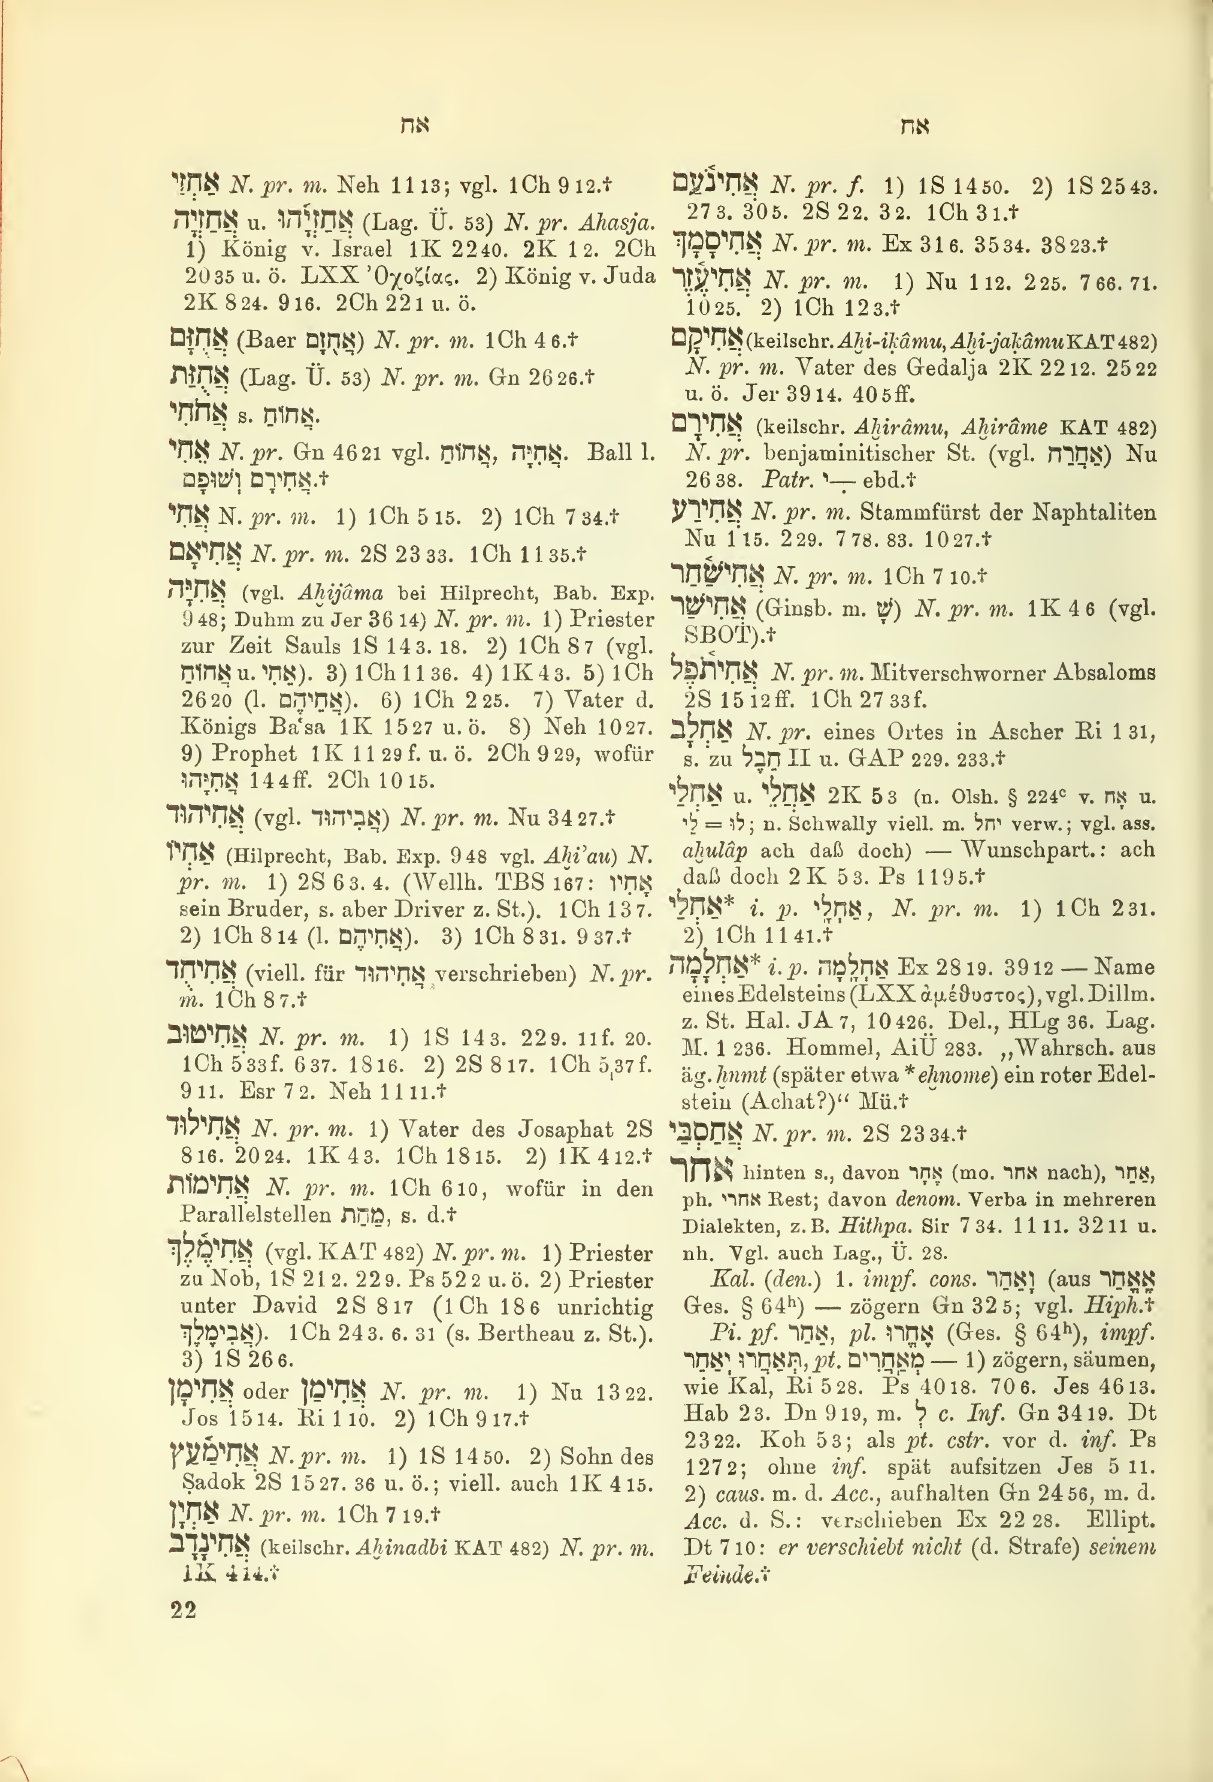 אח
אַחְזַי N. pr. m. Neh 11 13; vgl. 1Ch 9 12.†
אֲחַזְיָה u. אֲחַזְיָ֫הוּ (Lag. Ü. 53) N. pr. Ahasja.
1) König v. Israel 1K 22 40. 2K 1 2. 2Ch
20 35 u. ö. LXX ’Οχοζίας. 2) König v. Juda
2K 8 24. 9 16. 2Ch 22 1 u. ö.
אֲחֻזָּם (Baer אֲחֻזָם) N. pr. m. 1Ch 4 6.†
אֲחֻזַּת (Lag. Ü. 53) N. pr. m. Gn 26 26.†
אֲחֹחִי s. אֲחוֹחַ.
אֵחִי N. pr. Gn 46 21 vgl. אֲחוֹחַ, אֲחִיָּה. Ball l.
אֲחִירָם וְשׁוּפָם.†
אֲחִי N. pr. m. 1) 1Ch 5 15. 2) 1Ch 7 34.†
אֲחִיאָם N. pr. m. 2S 23 33. 1Ch 11 35.†
אֲחִיָּה (vgl. Aḫijâma bei Hilprecht, Bab. Exp.
9 48; Duhm zu Jer 36 14) N. pr. m. 1) Priester
zur Zeit Sauls 1S 14 3. 18. 2) 1Ch 8 7 (vgl.
אֲחוֹחַ u. אֵחִי). 3) 1Ch 11 36. 4) 1K 4 3. 5) 1Ch
26 20 (l. אֲחֵיהֶם). 6) 1Ch 2 25. 7) Vater d.
Königs Baʿsa 1K 15 27 u. ö. 8) Neh 10 27.
9) Prophet 1K 11 29 f. u. ö. 2Ch 9 29, wofür
אֲחִיָּהוּ 14 4 ff. 2Ch 10 15.
אֲחִיהוּד (vgl. אֲבִיהוּד) N. pr. m. Nu 34 27.†
אַחְיוֹ (Hilprecht, Bab. Exp. 9 48 vgl. Aḫi’au) N.
pr. m. 1) 2S 6 3. 4. (Wellh. TBS 167: אָחִיו
sein Bruder, s. aber Driver z. St.). 1Ch 13 7.
2) 1Ch 8 14 (l. אֲחֵיהֶם). 3) 1Ch 8 31. 9 37.†
אֲחִיחֻד (viell. für אֲחִיהוּד verschrieben) N. pr.
m. 1Ch 8 7.†
אֲחִיטוּב N. pr. m. 1) 1S 14 3. 22 9. 11 f. 20.
1Ch 5 33 f. 6 37. 18 16. 2) 2S 8 17. 1Ch 5,37 f.
9 11. Esr 7 2. Neh 11 11.†
אֲחִילוּד N. pr. m. 1) Vater des Josaphat 2S
8 16. 20 24. 1K 4 3. 1Ch 18 15. 2) 1K 4 12.†
אֲחִימוֹת N. pr. m. 1Ch 6 10, wofür in den
Parallelstellen מַחַת, s. d.†
אֲחִימֶ֫לֶךְ (vgl. KAT 482) N. pr. m. 1) Priester
zu Nob, 1S 21 2. 22 9. Ps 52 2 u. ö. 2) Priester
unter David 2S 8 17 (1Ch 18 6 unrichtig
אֲבִימֶלֶךְ). 1Ch 24 3. 6. 31 (s. Bertheau z. St.).
3) 1S 26 6.
אֲחִימָן oder אֲחִימַן N. pr. m. 1) Nu 13 22.
Jos 15 14. Ri 1 10. 2) 1Ch 9 17.†
אֲחִימַ֫עַץ N. pr. m. 1) 1S 14 50. 2) Sohn des
Ṣadok 2S 15 27. 36 u. ö.; viell. auch 1K 4 15.
אַחְיָן N. pr. m. 1Ch 7 19.†
אֲחִינָדָב (keilschr. Aḫinadbi KAT 482) N. pr. m.
1K 4 14.†
22
אח
אֲחִינֹ֫עַם N. pr. f. 1) 1S 14 50. 2) 1S 25 43.
27 3. 30 5. 2S 2 2. 3 2. 1Ch 3 1.†
אֲחִיסָמָךְ N. pr. m. Ex 31 6. 35 34. 38 23.†
אֲחִיעֶ֫זֶר N. pr. m. 1) Nu 1 12. 2 25. 7 66. 71.
10 25. 2) 1Ch 12 3.†
אֲחִיקָם (keilschr. Aḫi-iḳâmu, Aḫi-jaḳâmu KAT 482)
N. pr. m. Vater des Gedalja 2K 22 12. 25 22
u. ö. Jer 39 14. 40 5 ff.
אֲחִירָם (keilschr. Aḫirâmu, Aḫirâme KAT 482)
N. pr. benjaminitischer St. (vgl. אַחְרַח) Nu
26 38. Patr. ־ִי ebd.†
אֲחִירַע N. pr. m. Stammfürst der Naphtaliten
Nu 1 15. 2 29. 7 78. 83. 10 27.†
אֲחִישַׁ֫חַר N. pr. m. 1Ch 7 10.†
אֲחִישַׁר (Ginsb. m. שָׁ) N. pr. m. 1K 4 6 (vgl.
SBOT).†
אֲחִיתֹ֫פֶל N. pr. m. Mitverschworner Absaloms
2S 15 12 ff. 1Ch 27 33 f.
אַחְלָב N. pr. eines Ortes in Ascher Ri 1 31,
s. zu חֶבֶל II u. GAP 229. 233.†
אַחְלַי u. אַחֲלֵי 2K 5 3 (n. Olsh. § 224ᶜ v. אָח u.
לַי = לוּ; n. Schwally viell. m. יחל verw.; vgl. ass.
aḫulâp ach daß doch) — Wunschpart.: ach
daß doch 2 K 5 3. Ps 119 5.†
אַחְלַי* i. p. אַחְלָי, N. pr. m. 1) 1Ch 2 31.
2) 1Ch 11 41.†
אַחְלָמָה* i. p. אַחְלָמָה Ex 28 19. 39 12 — Name
eines Edelsteins (LXX ἀμέθυστος), vgl. Dillm.
z. St. Hal. JA 7, 10 426. Del., HLg 36. Lag.
M. 1 236. Hommel, AiÜ 283. „Wahrsch. aus
äg. ḫnmt (später etwa *eḫnome) ein roter Edel-
stein (Achat?)“ Mü.†
אֲחַסְבַּי N. pr. m. 2S 23 34.†
אחר hinten s., davon אַחַר (mo. אחר nach), אַחֵר,
ph. אחרי Rest; davon denom. Verba in mehreren
Dialekten, z. B. Hithpa. Sir 7 34. 11 11. 32 11 u.
nh. Vgl. auch Lag., Ü. 28.
Kal. (den.) 1. impf. cons. וָאֵחַר (aus אֶאֱחַר
Ges. § 64ʰ) — zögern Gn 32 5; vgl. Hiph.†
Pi. pf. אֵחַר, pl. אֶחֱרוּ (Ges. § 64ʰ), impf.
יְאַחֵר תְּאַחֲרוּ, pt. מְאַחֲרִים — 1) zögern, säumen,
wie Kal, Ri 5 28. Ps 40 18. 70 6. Jes 46 13.
Hab 2 3. Dn 9 19, m. לְ c. Inf. Gn 34 19. Dt
23 22. Koh 5 3; als pt. cstr. vor d. inf. Ps
127 2; ohne inf. spät aufsitzen Jes 5 11.
2) caus. m. d. Acc., aufhalten Gn 24 56, m. d.
Acc. d. S.: verschieben Ex 22 28. Ellipt.
Dt 7 10: er verschiebt nicht (d. Strafe) seinem
Feinde.†